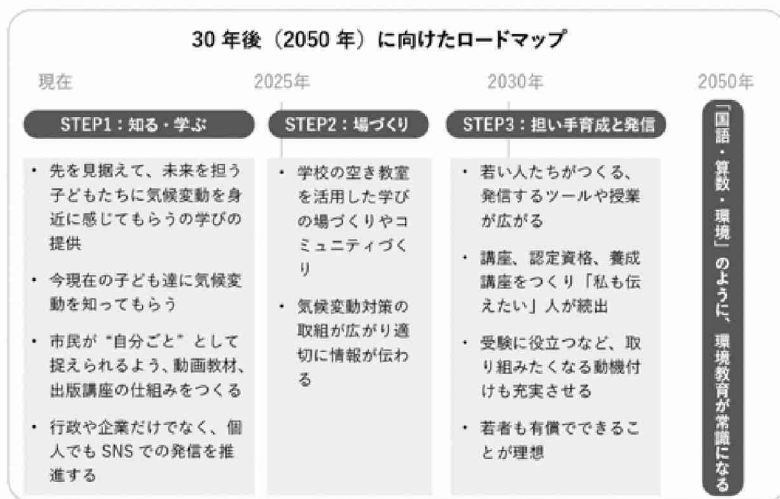 30 年後（2050 年）に向けたロードマップ
現在
2025年
2030年
2050年
STEP1：知る・学ぶ
・ 先を見据えて、未来を担う
子どもたちに気候変動を身
近に感じてもらうの学びの
提供
・ 今現在の子ども達に気候変
動を知ってもらう
・ 市民が“自分ごと”として
捉えられるよう、動画教材、
出版講座の仕組みをつくる
・ 行政や企業だけでなく、個
人でも SNS での発信を推
進する
STEP2：場づくり
・ 学校の空き教室
を活用した学び
の場づくりやコ
ミュニティづく
り
・ 気候変動対策の
取組が広がり適
切に情報が伝わ
る
STEP3：担い手育成と発信
・ 若い人たちがつくる、
発信するツールや授業
が広がる
・ 講座、認定資格、養成
講座をつくり「私も伝
えたい」人が続出
・ 受験に役立つなど、取
り組みたくなる動機付
けも充実させる
・ 若者も有償でできるこ
とが理想
「国語・算数・環境」のように、環境教育が常識になる